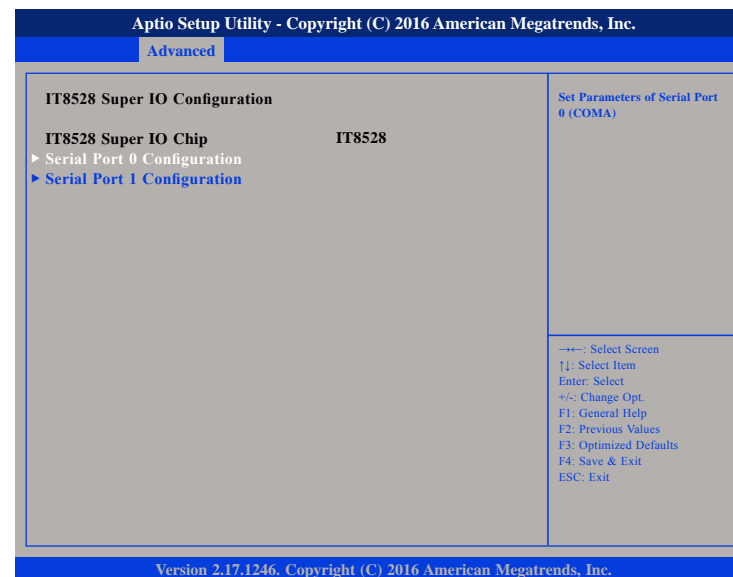 Aptio Setup Utility - Copyright (C) 2016 American Megatrends, Inc.
Advanced
IT8528 Super IO Configuration
IT8528 Super IO Chip IT8528
► Serial Port 0 Configuration
► Serial Port 1 Configuration
Set Parameters of Serial Port
0 (COMA)
→←: Select Screen
↑↓: Select Item
Enter: Select
+/-: Change Opt.
F1: General Help
F2: Previous Values
F3: Optimized Defaults
F4: Save & Exit
ESC: Exit
Version 2.17.1246. Copyright (C) 2016 American Megatrends, Inc.